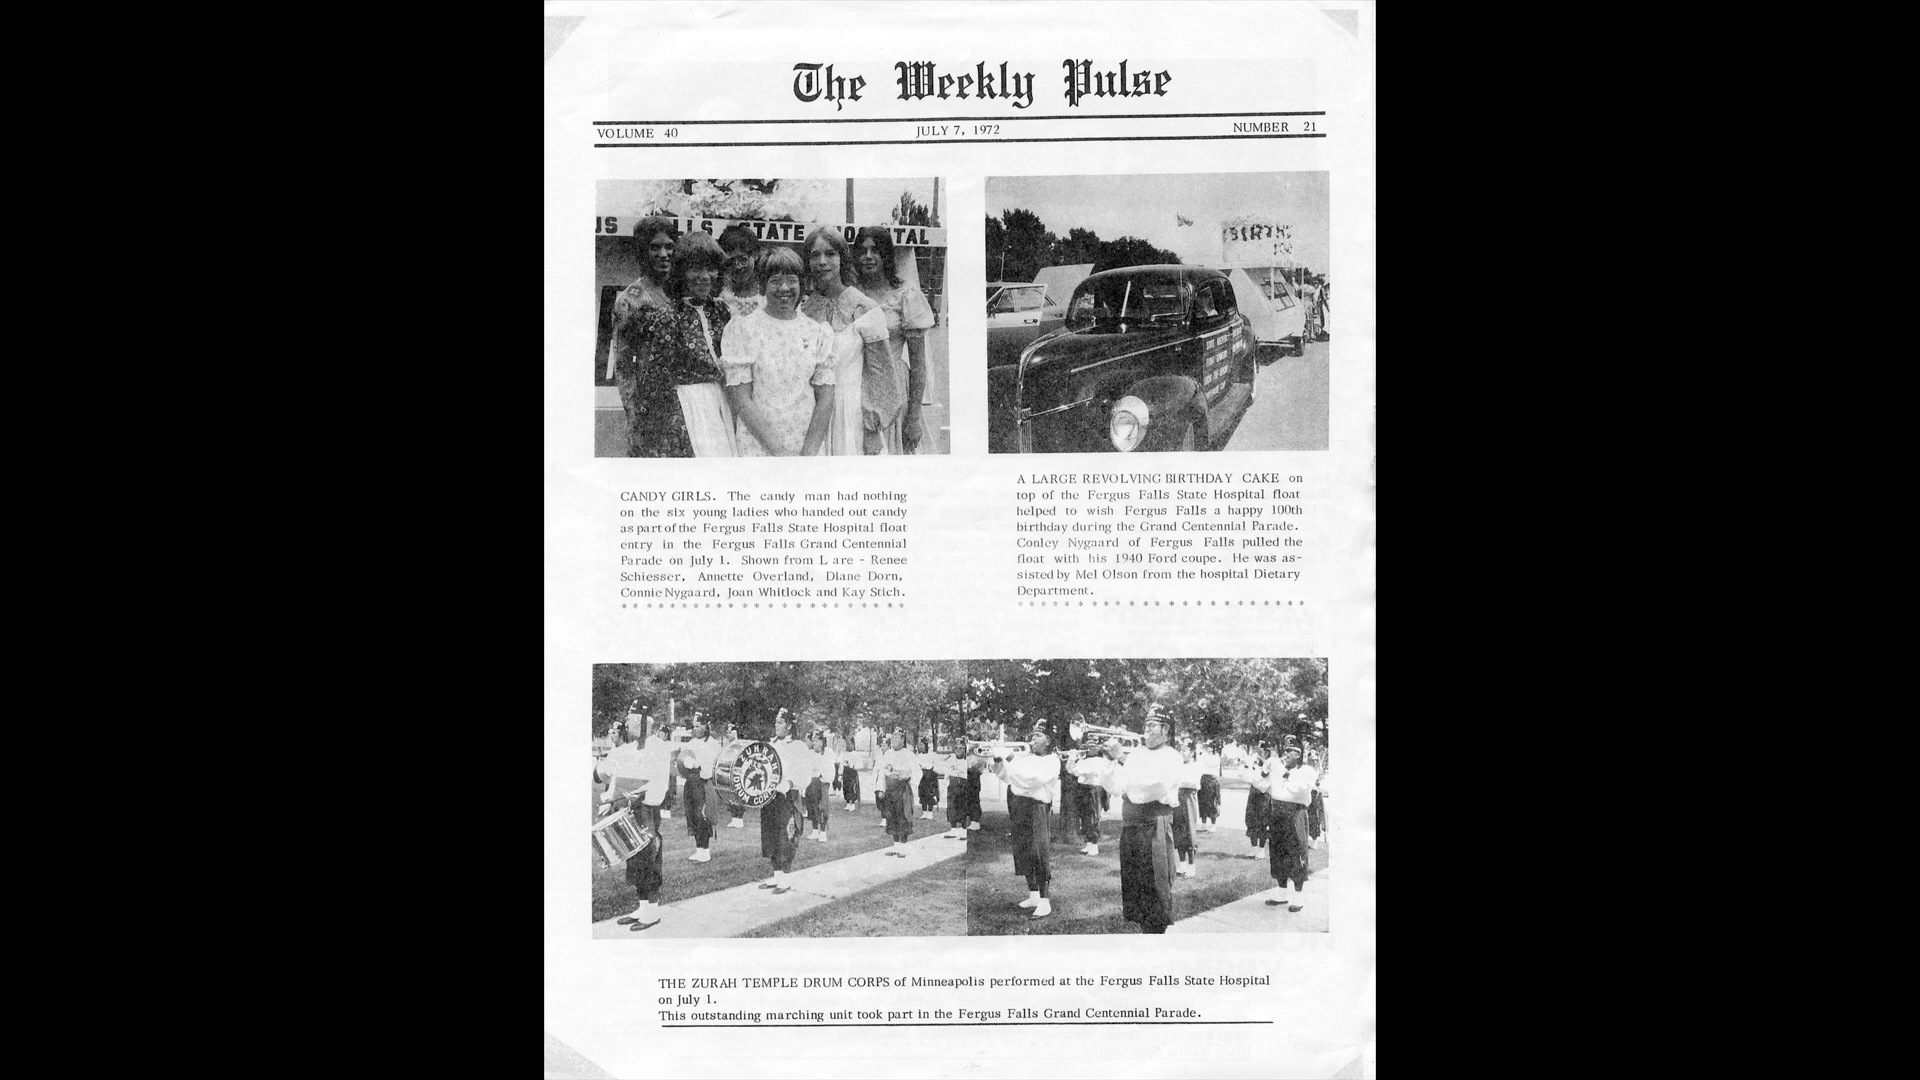 The Weekly Pulse
VOLUME 40 JULY 7, 1972 NUMBER 21
US LLS STATE HOSPITAL
BIRTH
CANDY GIRLS. The candy man had nothing
on the six young ladies who handed out candy
as part of the Fergus Falls State Hospital float
entry in the Fergus Falls Grand Centennial
Parade on July 1. Shown from L are - Renee
Schiesser, Annette Overland, Diane Dorn,
Connie Nygaard, Joan Whitlock and Kay Stich.
* * * * * * * * * * * * * * * * * * * * * *
A LARGE REVOLVING BIRTHDAY CAKE on
top of the Fergus Falls State Hospital float
helped to wish Fergus Falls a happy 100th
birthday during the Grand Centennial Parade.
Conley Nygaard of Fergus Falls pulled the
float with his 1940 Ford coupe. He was as-
sisted by Mel Olson from the hospital Dietary
Department.
* * * * * * * * * * * * * * * * * * * * * *
ZUHRAH
DRUM CORPS
THE ZURAH TEMPLE DRUM CORPS of Minneapolis performed at the Fergus Falls State Hospital
on July 1.
This outstanding marching unit took part in the Fergus Falls Grand Centennial Parade.